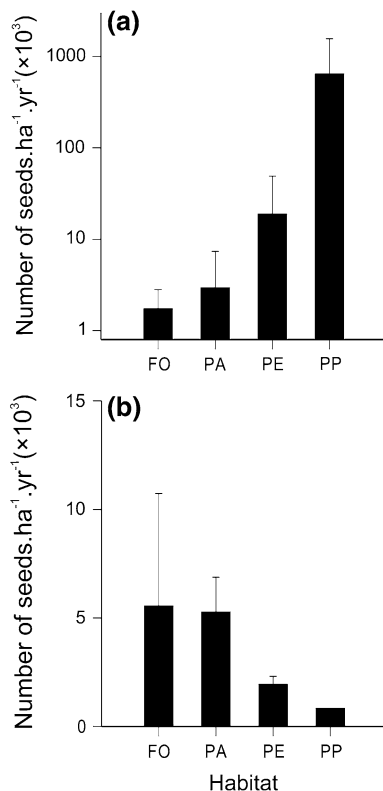 (a)
Number of seeds.ha⁻¹.yr⁻¹(×10³)
1000
100
10
1
FO PA PE PP
(b)
Number of seeds.ha⁻¹.yr⁻¹(×10³)
15
10
5
0
FO PA PE PP
Habitat